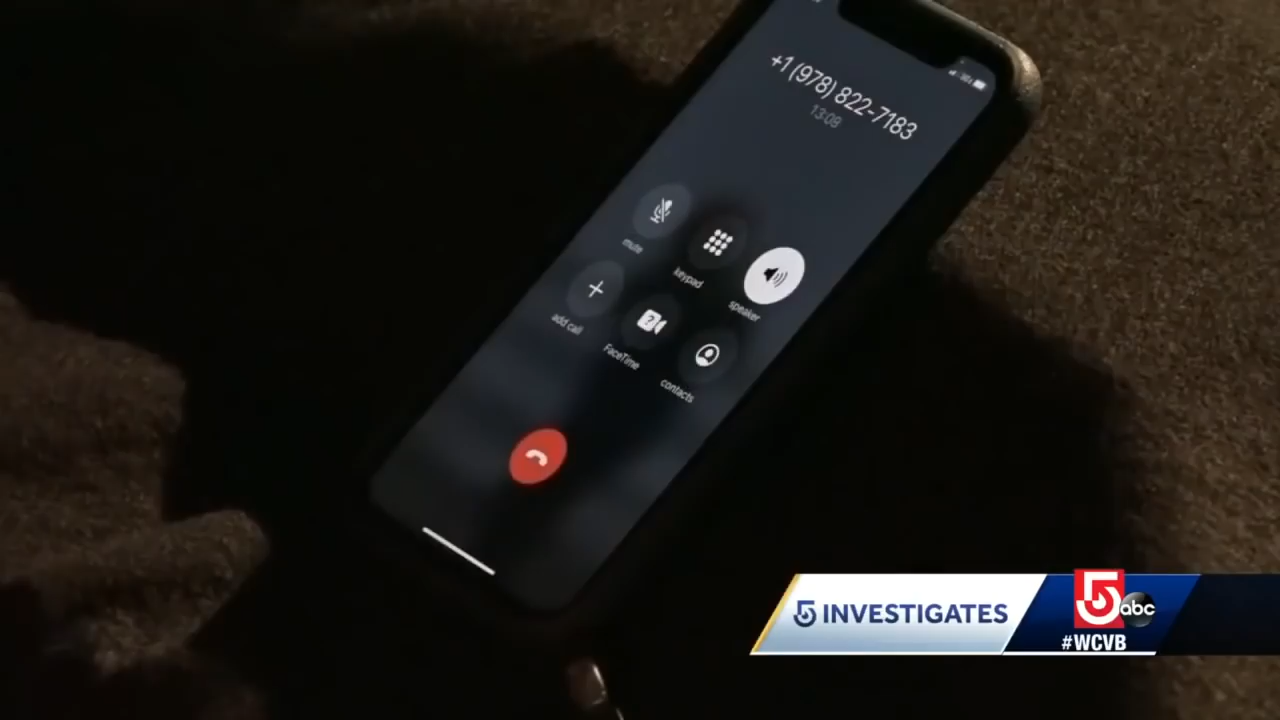 +1 (978) 822-7183
13:08
mute
keypad
speaker
add call
FaceTime
contacts
5 INVESTIGATES
5 abc
#WCVB